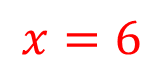 x = 6